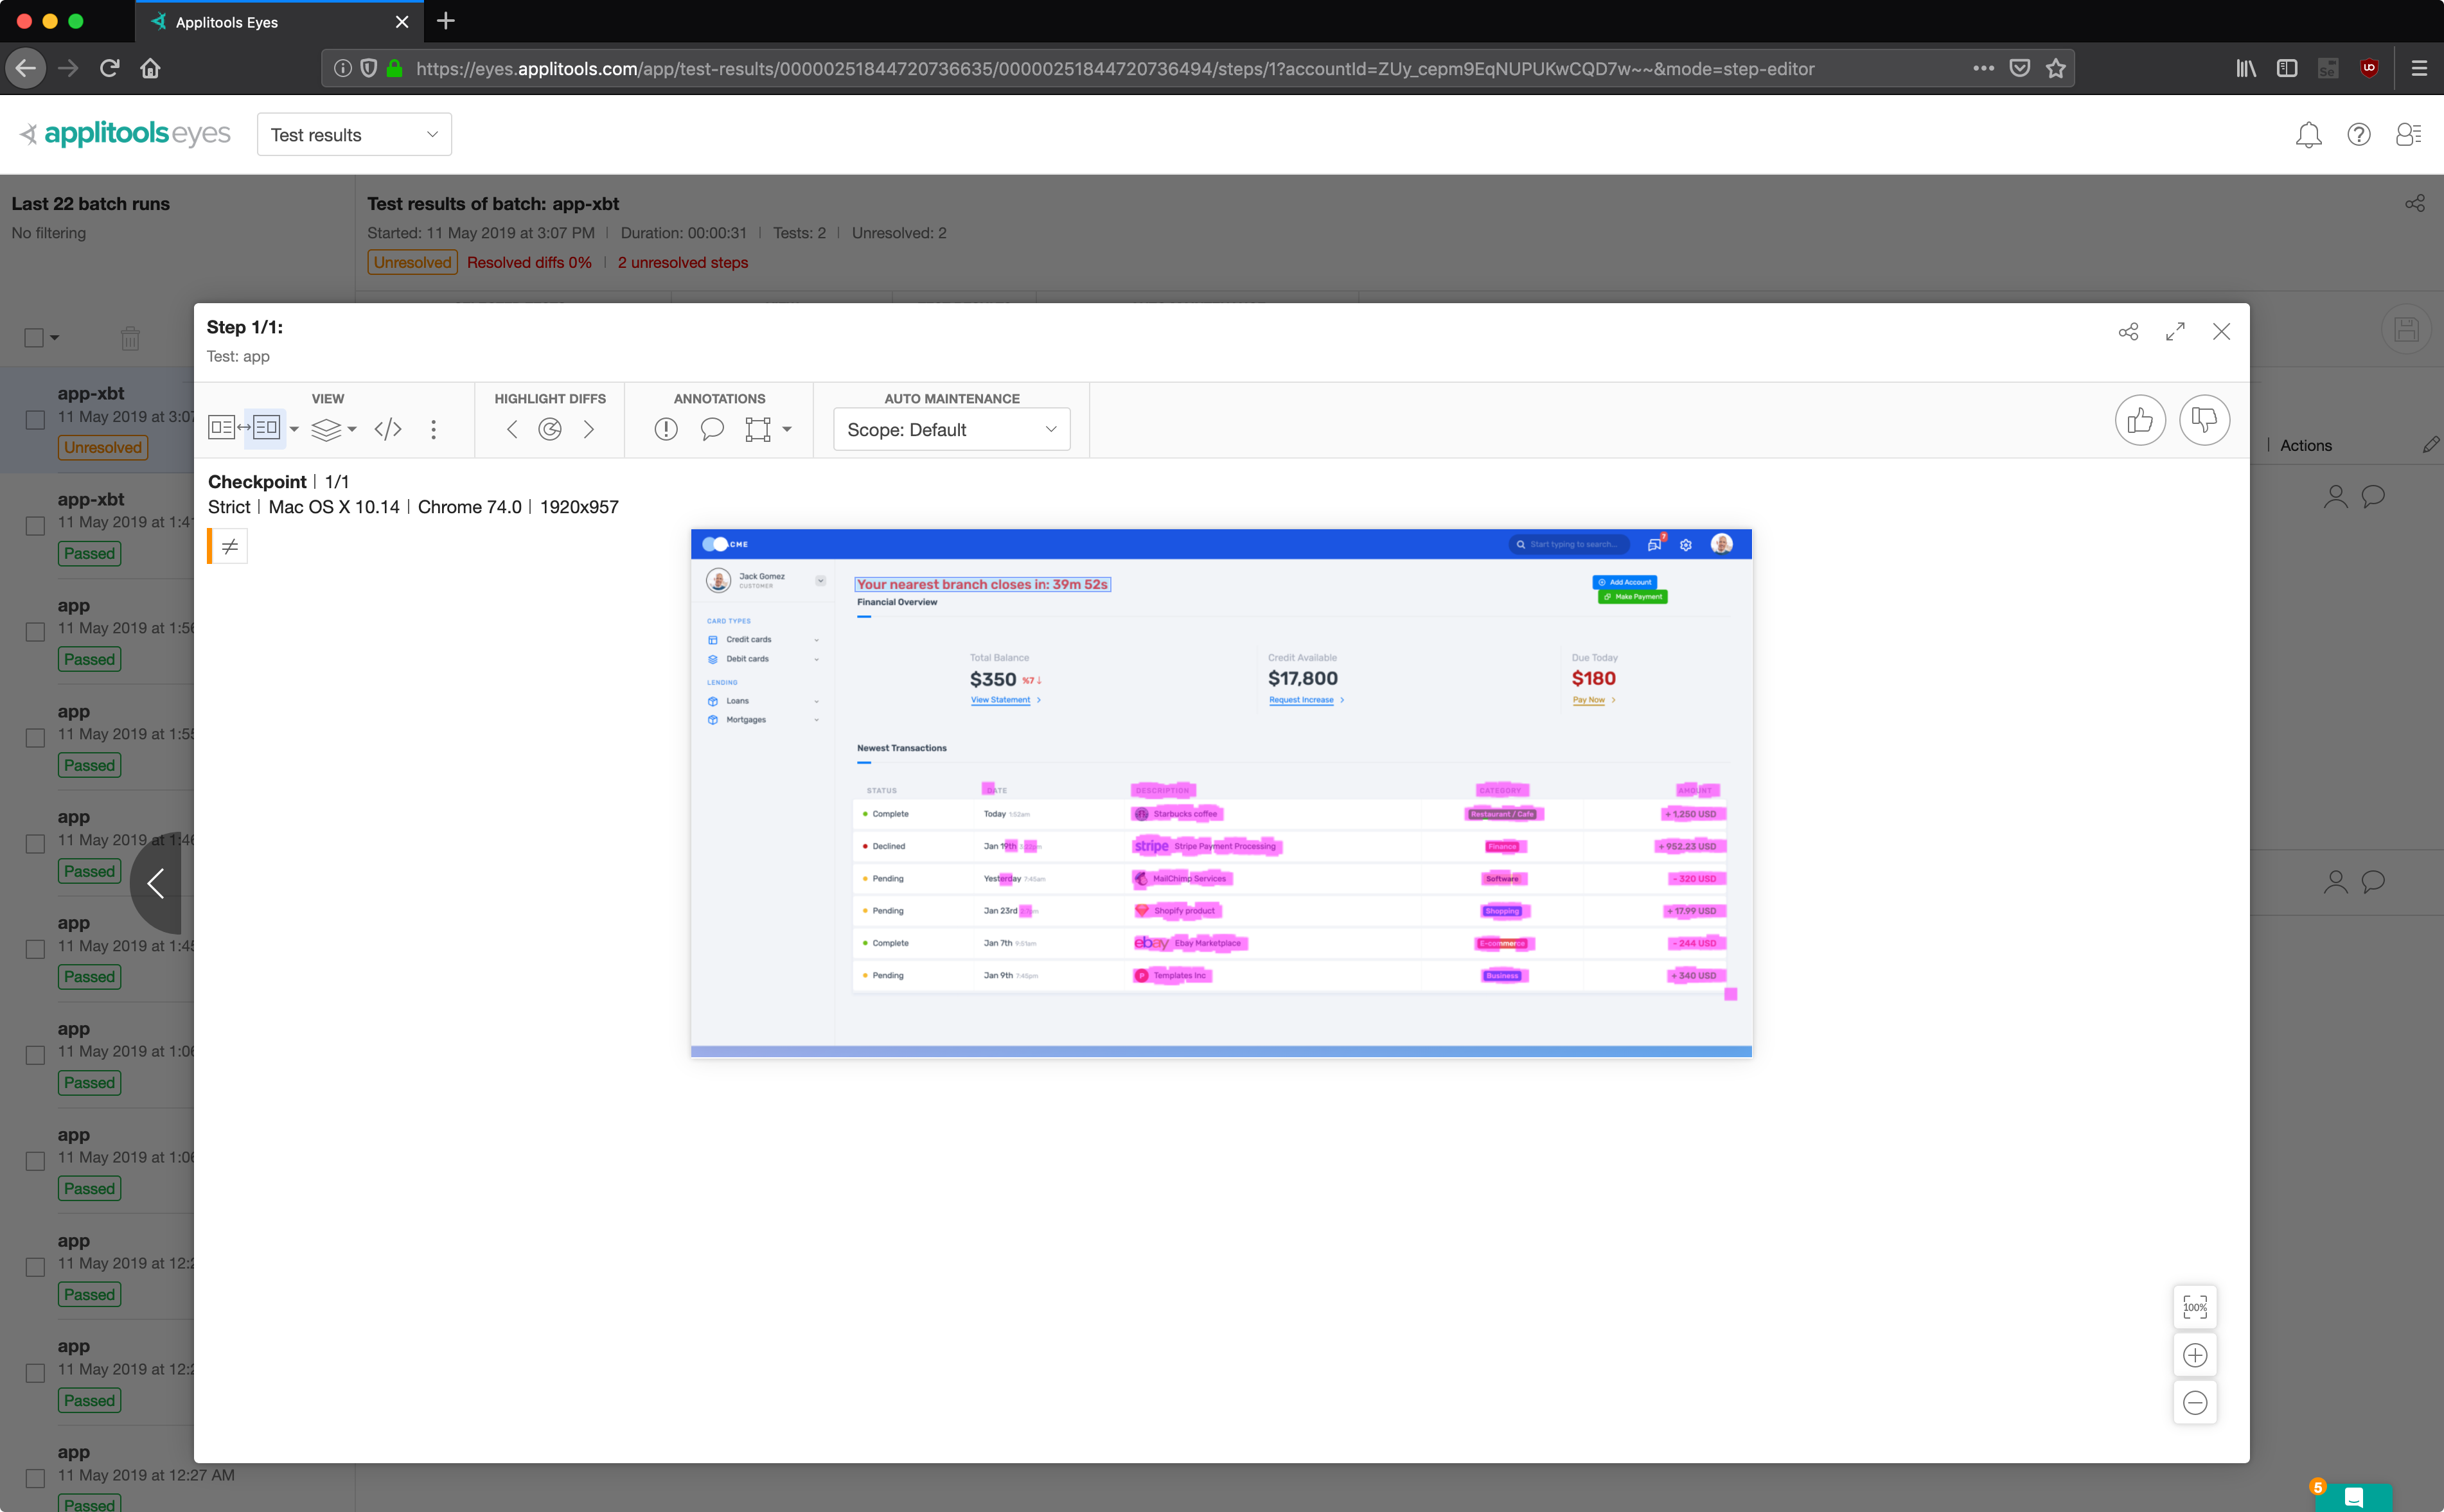 Applitools Eyes
https://eyes.applitools.com/app/test-results/00000251844720736635/00000251844720736494/steps/1?accountId=ZUy_cepm9EqNUPUKwCQD7w~~&mode=step-editor
applitools eyes
Test results
Last 22 batch runs
No filtering
Test results of batch: app-xbt
Started: 11 May 2019 at 3:07 PM | Duration: 00:00:31 | Tests: 2 | Unresolved: 2
Unresolved Resolved diffs 0% | 2 unresolved steps
Step 1/1:
Test: app
VIEW
HIGHLIGHT DIFFS
ANNOTATIONS
AUTO MAINTENANCE
Scope: Default
Actions
Checkpoint | 1/1
Strict | Mac OS X 10.14 | Chrome 74.0 | 1920x957
≠
app-xbt
11 May 2019 at 3:07
Unresolved
app-xbt
11 May 2019 at 1:4
Passed
app
11 May 2019 at 1:5
Passed
app
11 May 2019 at 1:5
Passed
app
11 May 2019 at 1:4
Passed
app
11 May 2019 at 1:4
Passed
app
11 May 2019 at 1:0
Passed
app
11 May 2019 at 1:0
Passed
app
11 May 2019 at 12:2
Passed
app
11 May 2019 at 12:2
Passed
app
11 May 2019 at 12:27 AM
Passed
CME
Start typing to search...
7
Jack Gomez
CUSTOMER
Your nearest branch closes in: 39m 52s
Add Account
Make Payment
Financial Overview
CARD TYPES
Credit cards
Debit cards
LENDING
Loans
Mortgages
Total Balance
$350 %7↓
View Statement
Credit Available
$17,800
Request Increase
Due Today
$180
Pay Now
Newest Transactions
STATUS DATE DESCRIPTION CATEGORY AMOUNT
Complete Today 1:52am Starbucks coffee Restaurant / Cafe + 1,250 USD
Declined Jan 19th stripe Stripe Payment Processing Finance + 952.23 USD
Pending Yesterday 7:45am MailChimp Services Software - 320 USD
Pending Jan 23rd Shopify product Shopping + 17.99 USD
Complete Jan 7th 9:51am ebay Ebay Marketplace E-commerce - 244 USD
Pending Jan 9th 7:45pm P Templates Inc Business + 340 USD
100%
5